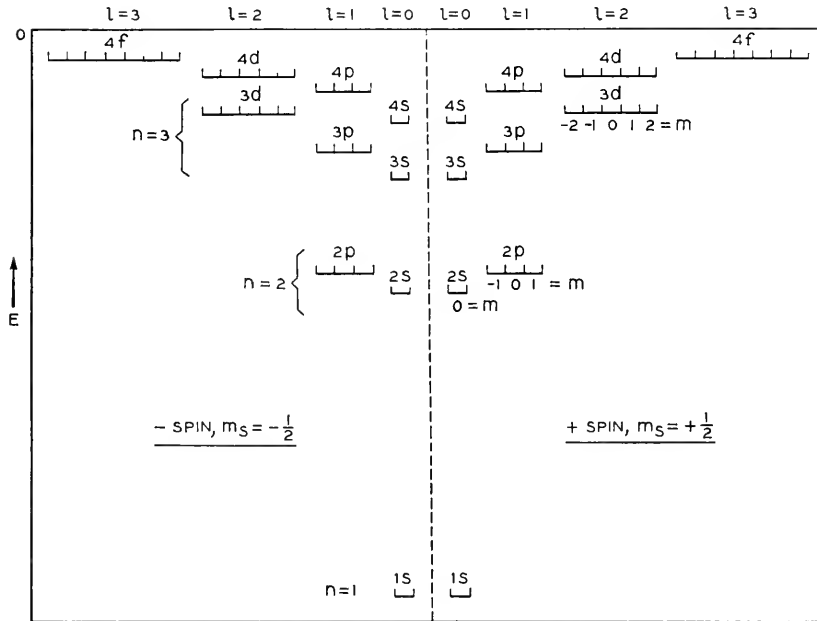 l=3 l=2 l=1 l=0 l=0 l=1 l=2 l=3
0
4f 4f
4d 4d
4p 4p
3d 3d
4s 4s
-2 -1 0 1 2 = m
n=3
3p 3p
3s 3s
2p 2p
n=2
2s 2s
-1 0 1 = m
0 = m
E
− SPIN, mS = −1/2 + SPIN, mS = +1/2
1s 1s
n=1